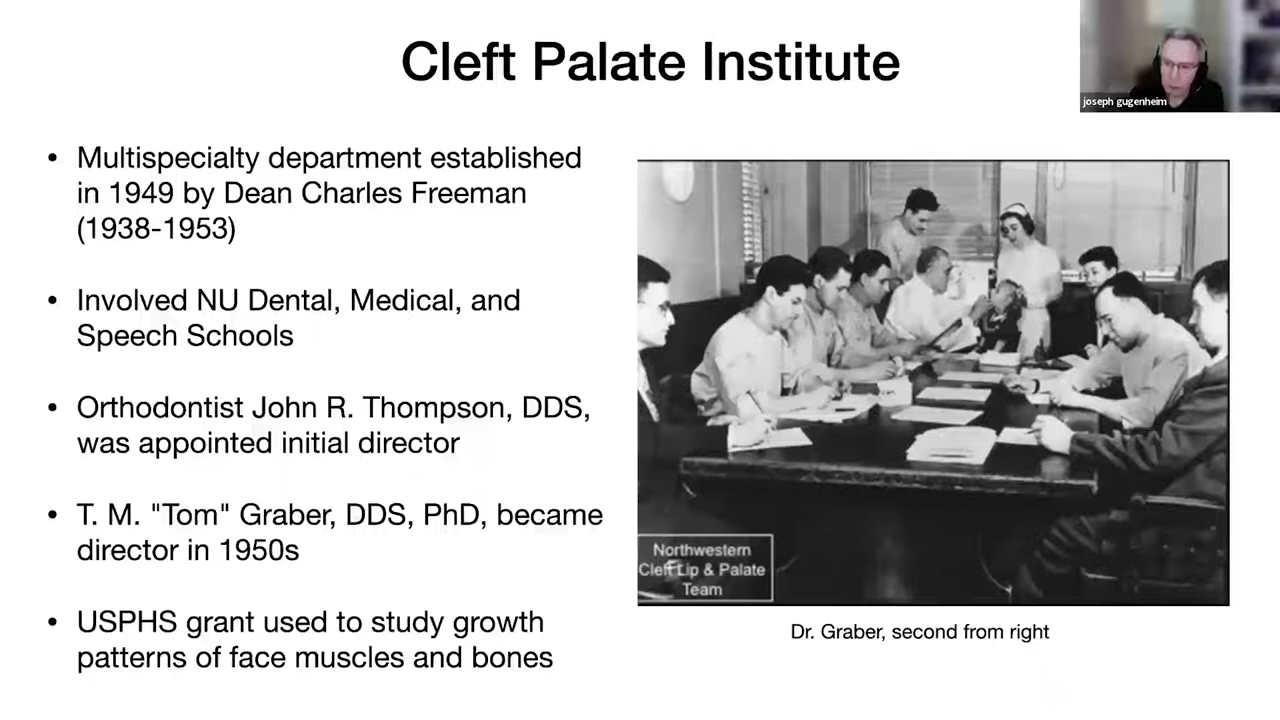 Cleft Palate Institute
joseph gugenheim
• Multispecialty department established
in 1949 by Dean Charles Freeman
(1938-1953)
• Involved NU Dental, Medical, and
Speech Schools
• Orthodontist John R. Thompson, DDS,
was appointed initial director
• T. M. "Tom" Graber, DDS, PhD, became
director in 1950s
• USPHS grant used to study growth
patterns of face muscles and bones
Northwestern
Cleft Lip & Palate
Team
Dr. Graber, second from right